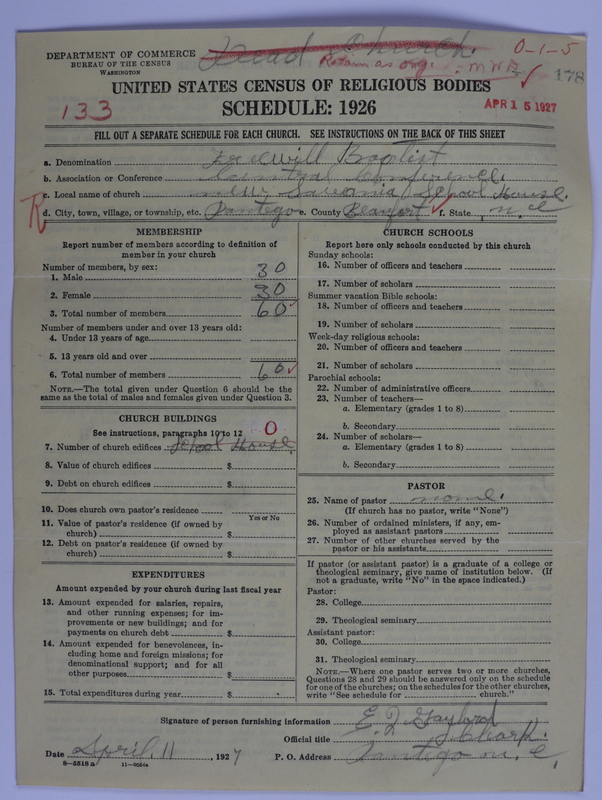 DEPARTMENT OF COMMERCE
BUREAU OF THE CENSUS
WASHINGTON
Dead Church.
Retain as org. - M W B
0-1-5
178
UNITED STATES CENSUS OF RELIGIOUS BODIES
133
SCHEDULE: 1926
APR 15 1927
FILL OUT A SEPARATE SCHEDULE FOR EACH CHURCH. SEE INSTRUCTIONS ON THE BACK OF THIS SHEET
a. Denomination Freewill Baptist
b. Association or Conference Central Conference
c. Local name of church School House.
d. City, town, village, or township, etc. Pantego e. County Beaufort f. State n. c
MEMBERSHIP
Report number of members according to definition of
member in your church
Number of members, by sex:
1. Male 30
2. Female 30
3. Total number of members 60
Number of members under and over 13 years old:
4. Under 13 years of age
5. 13 years old and over
6. Total number of members 60
NOTE.—The total given under Question 6 should be the
same as the total of males and females given under Question 3.
CHURCH BUILDINGS
See instructions, paragraphs 10 to 12 0
7. Number of church edifices School House.
8. Value of church edifices $
9. Debt on church edifices $
10. Does church own pastor's residence
Yes or No
11. Value of pastor's residence (if owned by
church) $
12. Debt on pastor's residence (if owned by
church) $
EXPENDITURES
Amount expended by your church during last fiscal year
13. Amount expended for salaries, repairs,
and other running expenses; for im-
provements or new buildings; and for
payments on church debt $
14. Amount expended for benevolences, in-
cluding home and foreign missions; for
denominational support; and for all
other purposes $
15. Total expenditures during year $
CHURCH SCHOOLS
Report here only schools conducted by this church
Sunday schools:
16. Number of officers and teachers
17. Number of scholars
Summer vacation Bible schools:
18. Number of officers and teachers
19. Number of scholars
Week-day religious schools:
20. Number of officers and teachers
21. Number of scholars
Parochial schools:
22. Number of administrative officers
23. Number of teachers—
a. Elementary (grades 1 to 8)
b. Secondary
24. Number of scholars—
a. Elementary (grades 1 to 8)
b. Secondary
PASTOR
25. Name of pastor none.
(If church has no pastor, write "None")
26. Number of ordained ministers, if any, em-
ployed as assistant pastors
27. Number of other churches served by the
pastor or his assistants
If pastor (or assistant pastor) is a graduate of a college or
theological seminary, give name of institution below. (If
not a graduate, write "No" in the space indicated.)
Pastor:
28. College
29. Theological seminary
Assistant pastor:
30. College
31. Theological seminary
NOTE.—Where one pastor serves two or more churches,
Questions 28 and 29 should be answered only on the schedule
for one of the churches; on the schedules for the other churches,
write "See schedule for church."
Signature of person furnishing information E. J Gaylord
Official title Cleark.
Date April 11, 1927 P. O. Address Pantego n. c
8-5518a 11-9054a